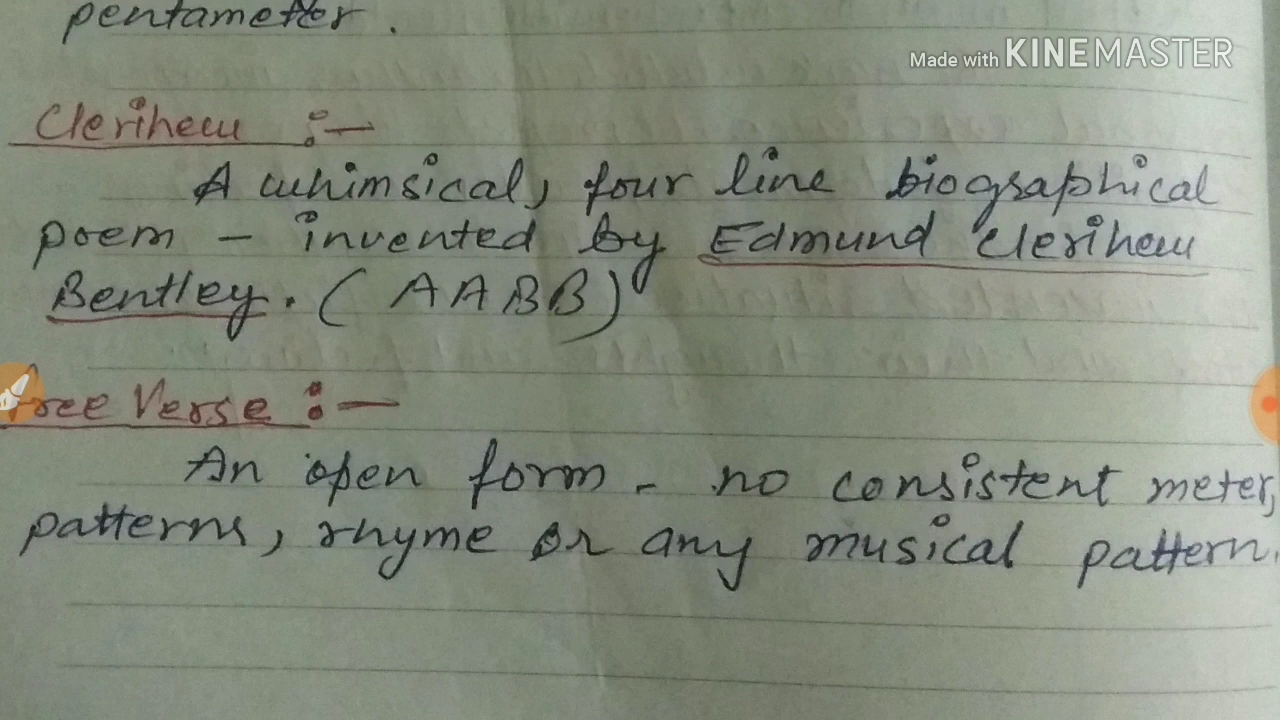 pentameter.
Made with KINEMASTER
Clerihew :-
A whimsical, four line biographical
poem - invented by Edmund Clerihew
Bentley. (AABB)
Free Verse :-
An open form - no consistent meter,
patterns, rhyme or any musical pattern.